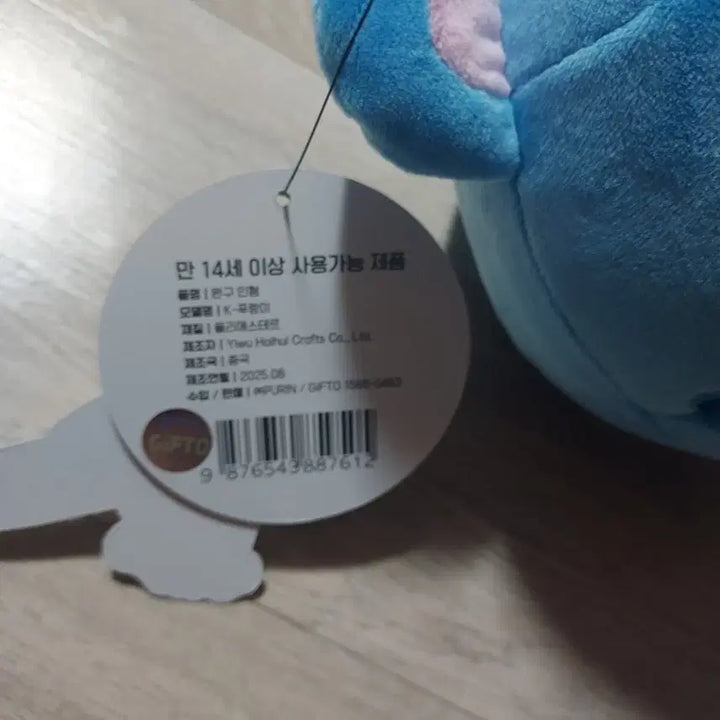 만 14세 이상 사용가능 제품
품명 | 완구 인형
모델명 | K-푸랑이
재질 | 폴리에스테르
제조자 | Yiwu Haihui Crafts Co., Ltd.
제조국 | 중국
제조연월 | 2025.08
수입 / 판매 | ㈜PURIN / GIFTO
GiFTO
9 876543 887612